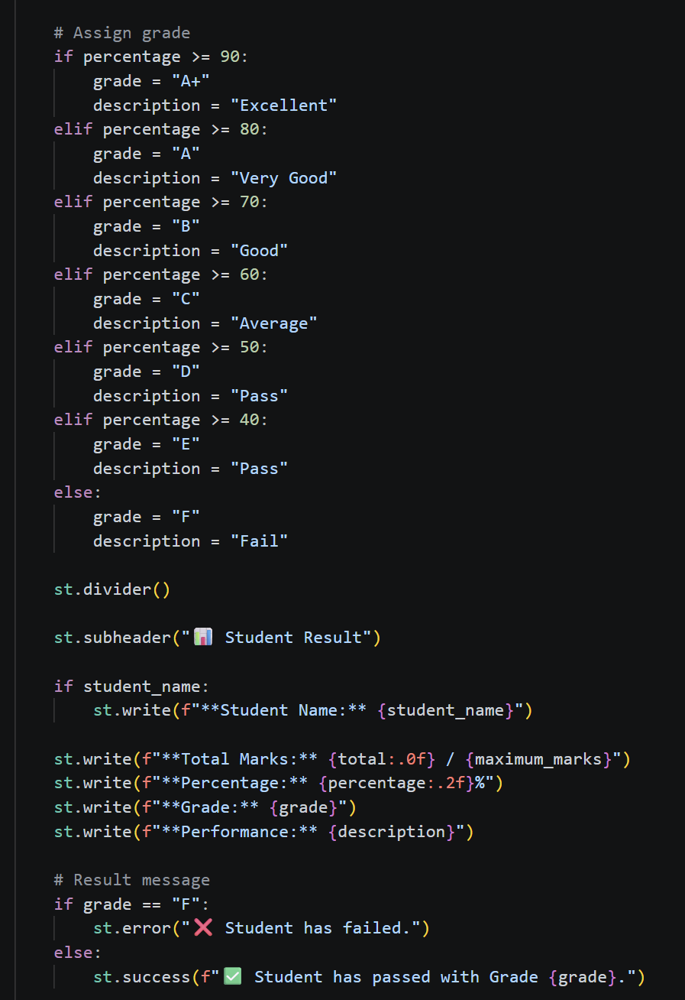 # Assign grade
if percentage >= 90:
    grade = "A+"
    description = "Excellent"
elif percentage >= 80:
    grade = "A"
    description = "Very Good"
elif percentage >= 70:
    grade = "B"
    description = "Good"
elif percentage >= 60:
    grade = "C"
    description = "Average"
elif percentage >= 50:
    grade = "D"
    description = "Pass"
elif percentage >= 40:
    grade = "E"
    description = "Pass"
else:
    grade = "F"
    description = "Fail"

st.divider()

st.subheader("📊 Student Result")

if student_name:
    st.write(f"**Student Name:** {student_name}")

st.write(f"**Total Marks:** {total:.0f} / {maximum_marks}")
st.write(f"**Percentage:** {percentage:.2f}%")
st.write(f"**Grade:** {grade}")
st.write(f"**Performance:** {description}")

# Result message
if grade == "F":
    st.error("❌ Student has failed.")
else:
    st.success(f"✅ Student has passed with Grade {grade}.")